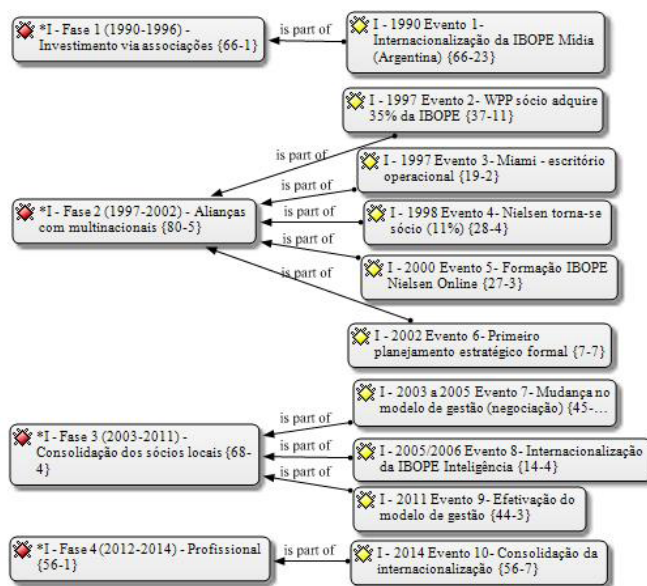 *I - Fase 1 (1990-1996) -
Investimento via associações {66-1}
is part of
I - 1990 Evento 1-
Internacionalização da IBOPE Midia
(Argentina) {66-23}
I - 1997 Evento 2- WPP sócio adquire
35% da IBOPE {37-11}
is part of
I - 1997 Evento 3- Miami - escritório
operacional {19-2}
is part of
*I - Fase 2 (1997-2002) - Alianças
com multinacionais {80-5}
is part of
I - 1998 Evento 4- Nielsen torna-se
sócio (11%) {28-4}
is part of
I - 2000 Evento 5- Formação IBOPE
Nielsen Online {27-3}
is part of
I - 2002 Evento 6- Primeiro
planejamento estratégico formal {7-7}
I - 2003 a 2005 Evento 7- Mudança no
modelo de gestão (negociação) {45-...
is part of
*I - Fase 3 (2003-2011) -
Consolidação dos sócios locais {68-
4}
is part of
I - 2005/2006 Evento 8- Internacionalização
da IBOPE Inteligência {14-4}
is part of
I - 2011 Evento 9- Efetivação do
modelo de gestão {44-3}
*I - Fase 4 (2012-2014) - Profissional
{56-1}
is part of
I - 2014 Evento 10- Consolidação da
internacionalização {56-7}